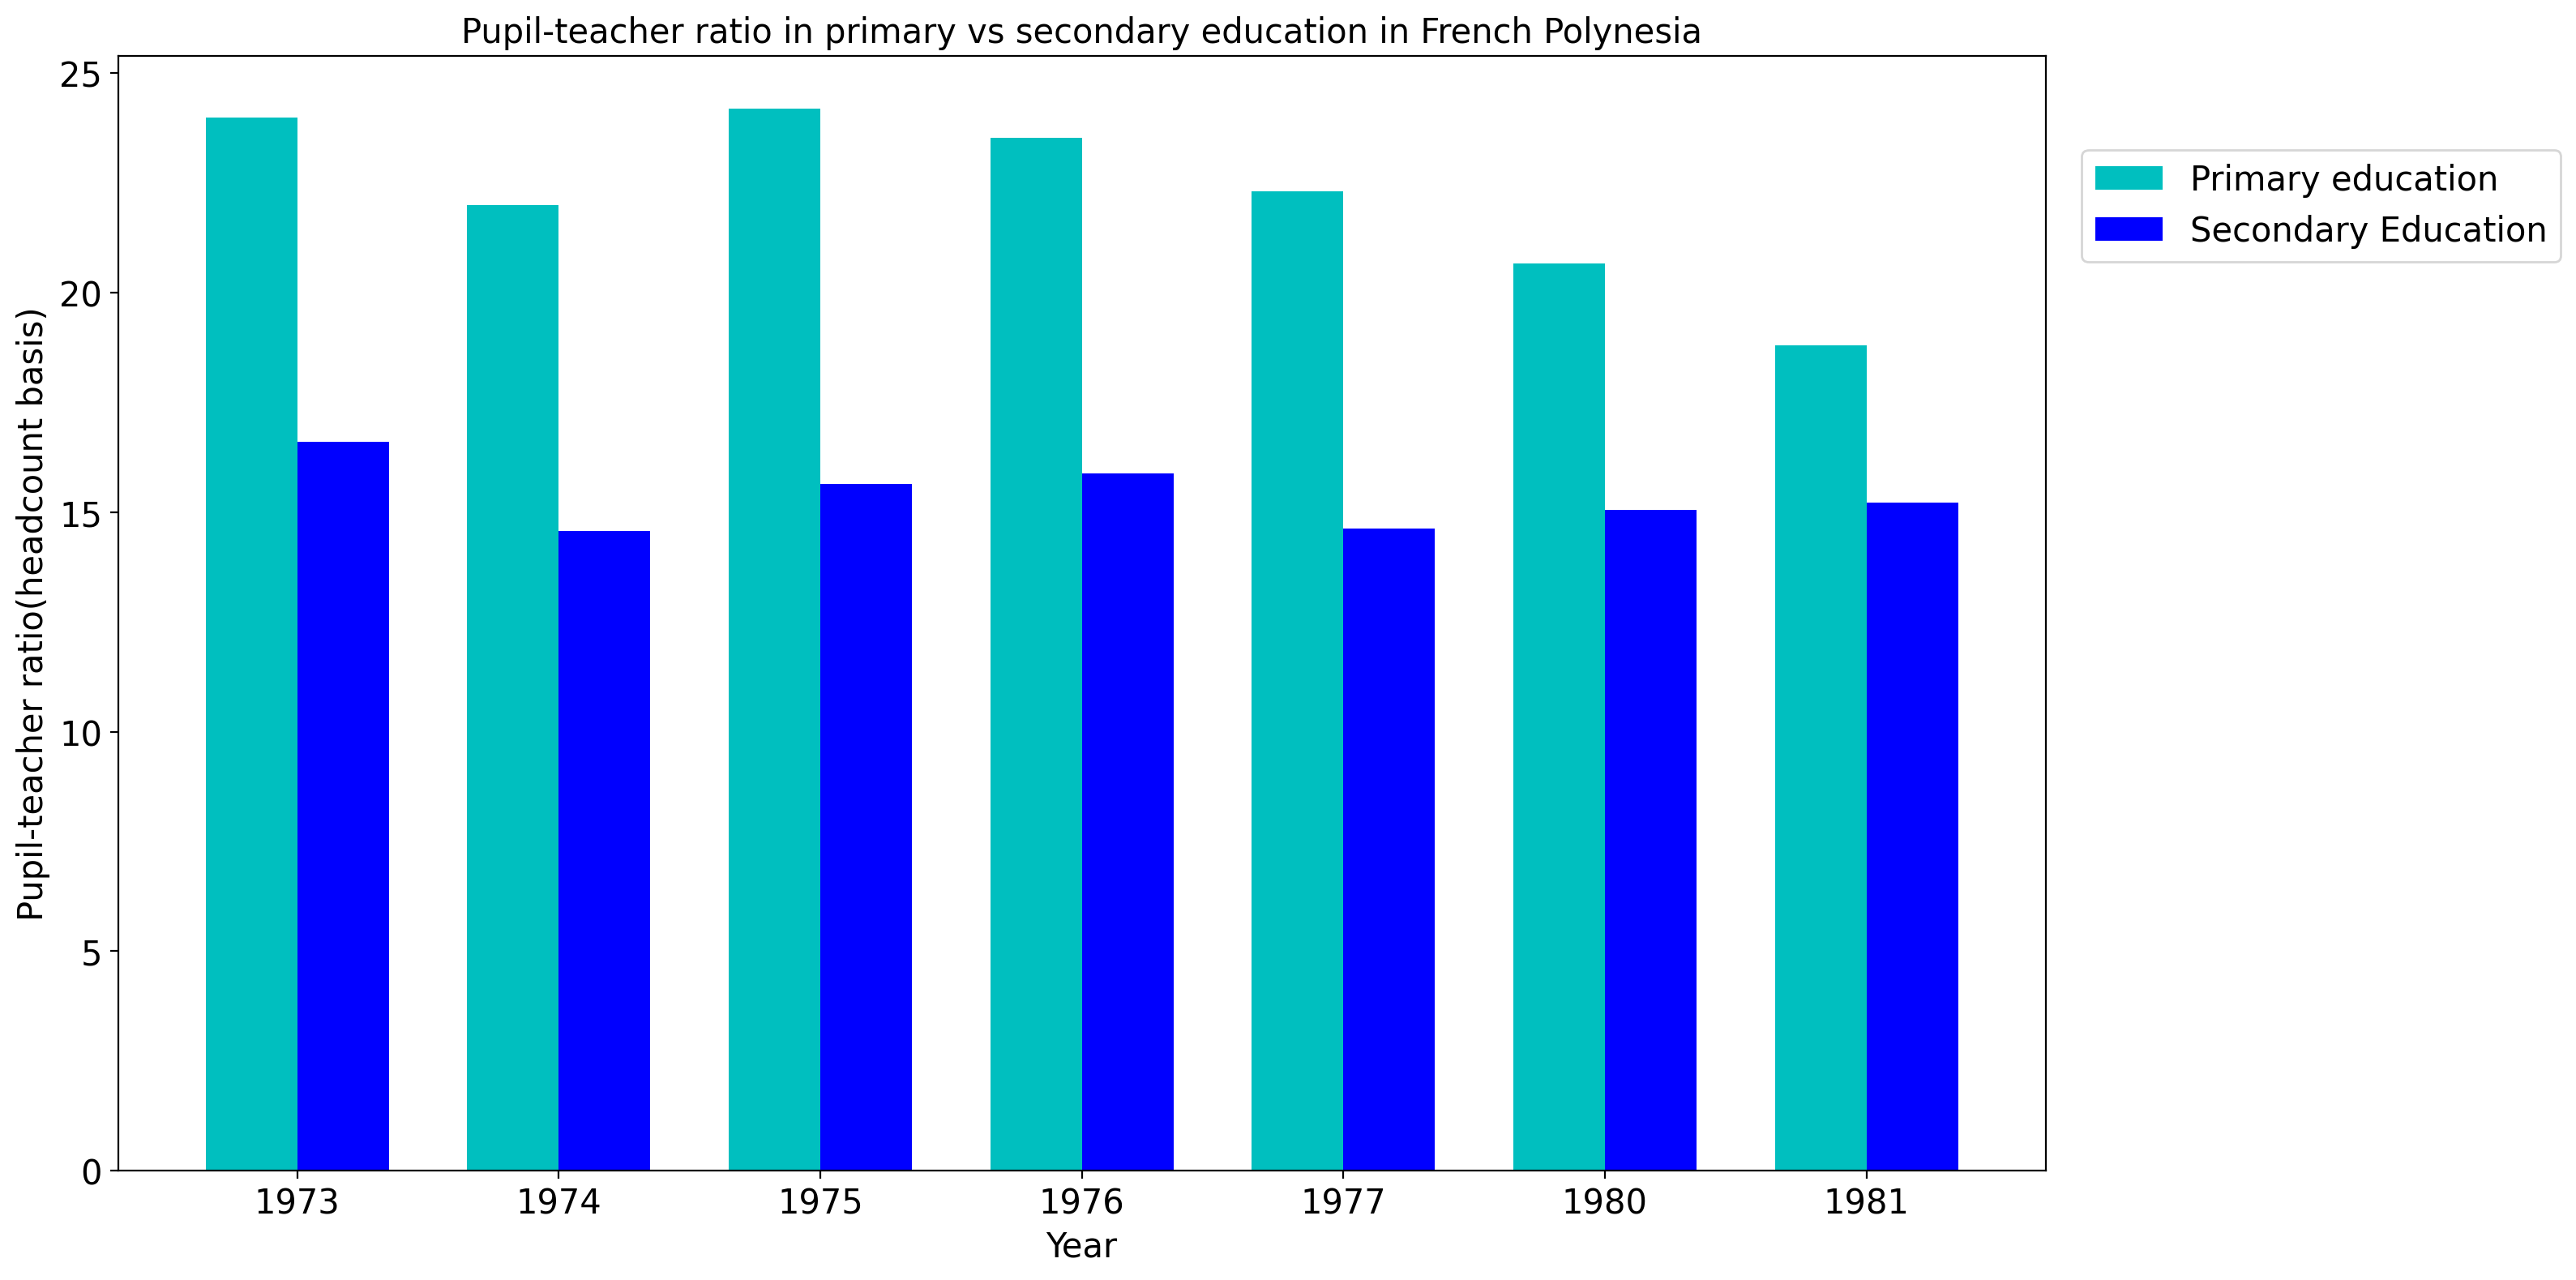 Pupil-teacher ratio in primary vs secondary education in French Polynesia
Pupil-teacher ratio(headcount basis)
25
20
15
10
5
0
1973
1974
1975
1976
1977
1980
1981
Year
Primary education
Secondary Education